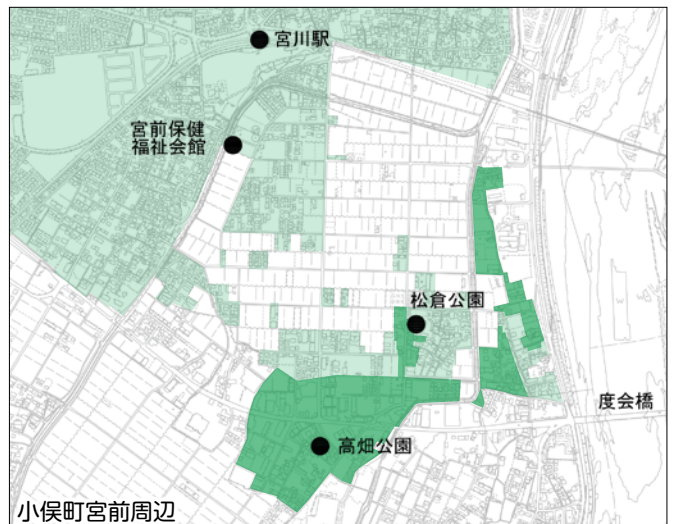 宮川駅
宮前保健
福祉会館
松倉公園
度会橋
高畑公園
小俣町宮前周辺